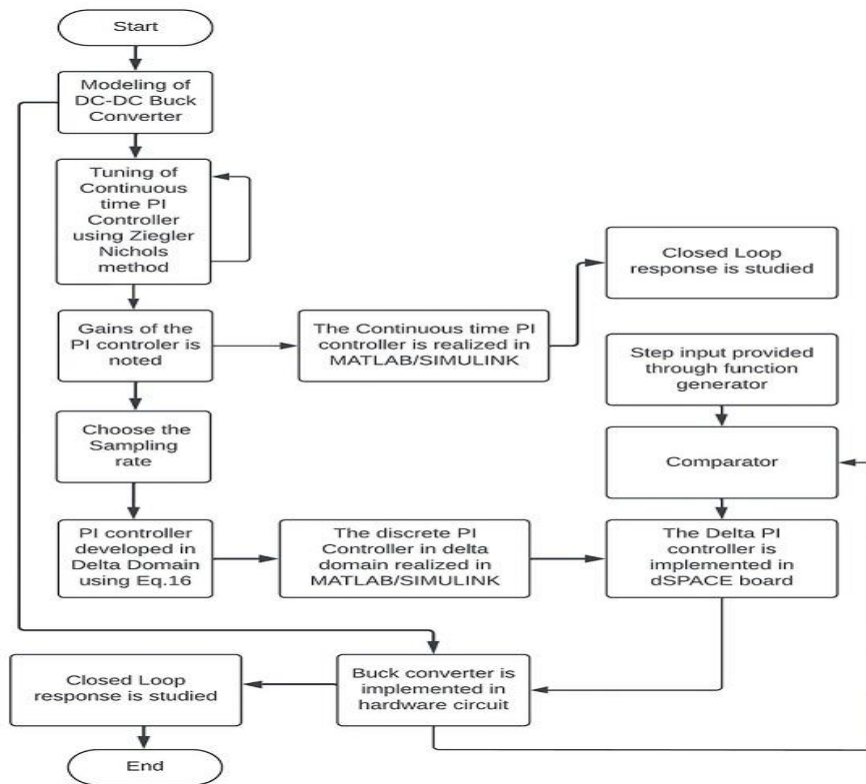 Start
Modeling of
DC-DC Buck
Converter
Tuning of
Continuous
time PI
Controller
using Ziegler
Nichols
method
Closed Loop
response is studied
Gains of the
PI controler is
noted
The Continuous time PI
controller is realized in
MATLAB/SIMULINK
Step input provided
through function
generator
Choose the
Sampling
rate
Comparator
PI controller
developed in
Delta Domain
using Eq.16
The discrete PI
Controller in delta
domain realized in
MATLAB/SIMULINK
The Delta PI
controller is
implemented in
dSPACE board
Closed Loop
response is studied
Buck converter is
implemented in
hardware circuit
End